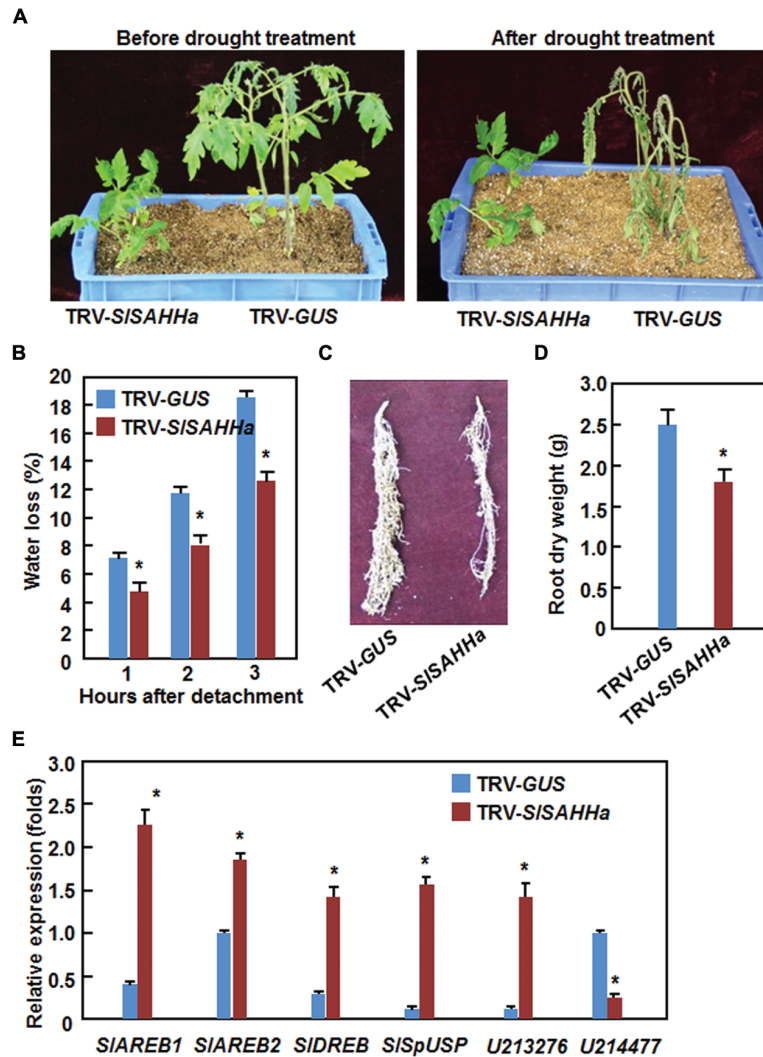 A
Before drought treatment
After drought treatment
TRV-SlSAHHa
TRV-GUS
TRV-SlSAHHa
TRV-GUS
B
20
18
16
14
12
10
8
6
4
2
0
Water loss (%)
TRV-GUS
TRV-SlSAHHa
*
*
*
1
2
3
Hours after detachment
C
TRV-GUS
TRV-SlSAHHa
D
3.0
2.5
2.0
1.5
1.0
0.5
0
Root dry weight (g)
*
TRV-GUS
TRV-SlSAHHa
E
3.0
2.5
2.0
1.5
1.0
0.5
0
Relative expression (folds)
TRV-GUS
TRV-SlSAHHa
*
*
*
*
*
*
SlAREB1
SlAREB2
SlDREB
SlSpUSP
U213276
U214477